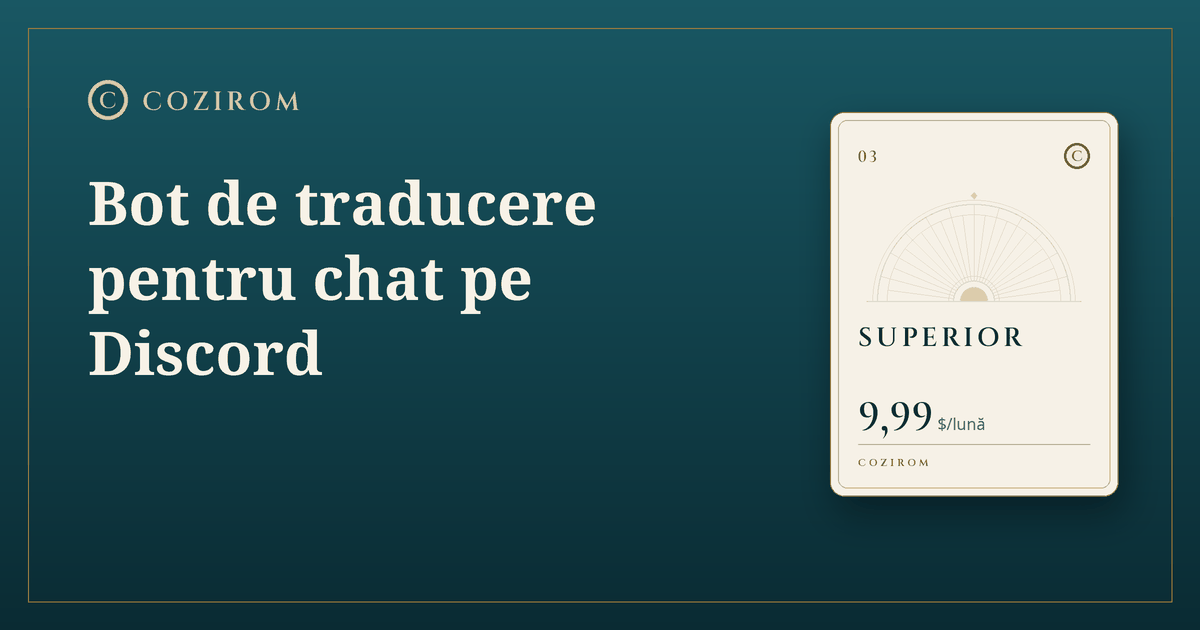 C COZIROM
Bot de traducere
pentru chat pe
Discord
03 C
SUPERIOR
9,99 $/lună
COZIROM